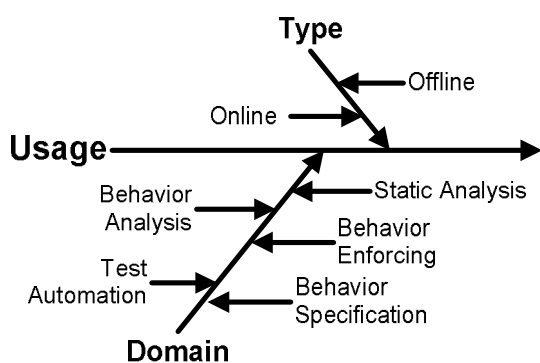 Type
Offline
Online
Usage
Static Analysis
Behavior
Analysis
Behavior
Enforcing
Test
Automation
Behavior
Specification
Domain